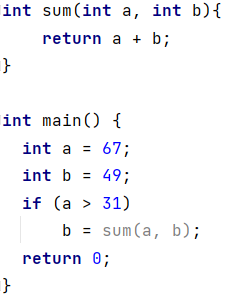 int sum(int a, int b){
    return a + b;
}

int main() {
  int a = 67;
  int b = 49;
  if (a > 31)
      b = sum(a, b);
  return 0;
}